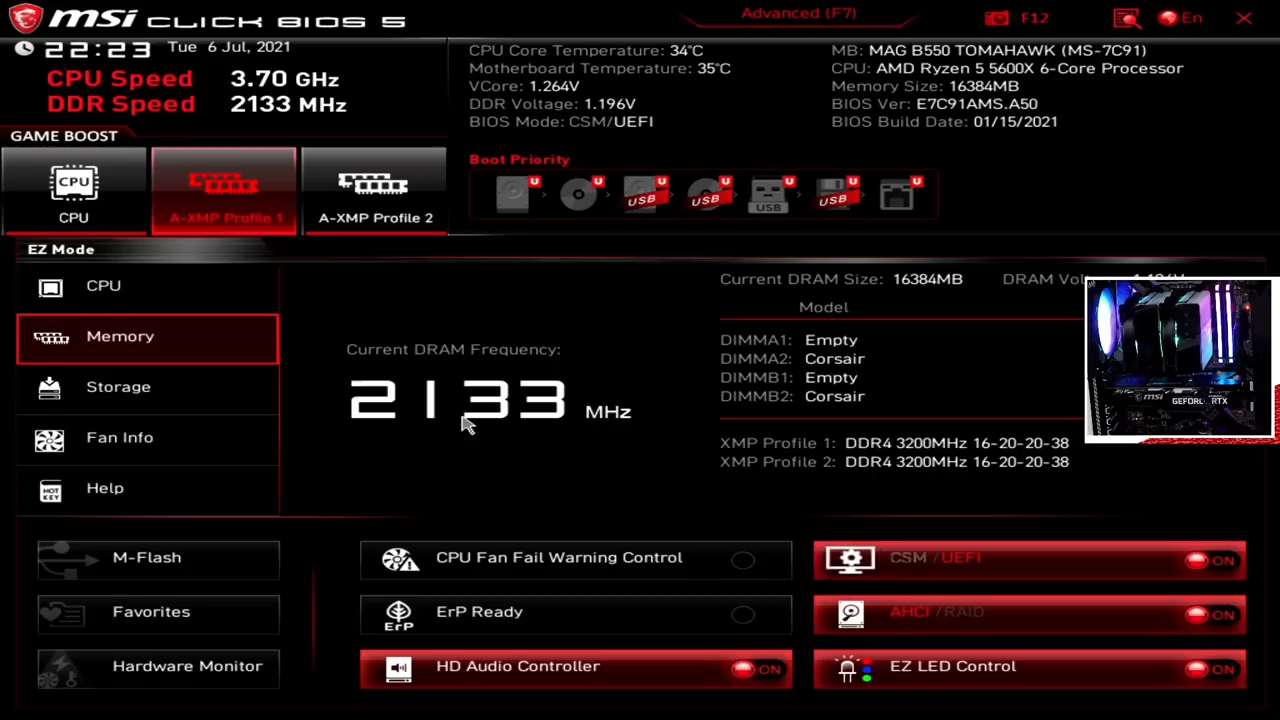 msi CLICK BIOS 5
Advanced (F7)
F12
En
22:23 Tue 6 Jul, 2021
CPU Speed 3.70 GHz
DDR Speed 2133 MHz
CPU Core Temperature: 34°C
Motherboard Temperature: 35°C
VCore: 1.264V
DDR Voltage: 1.196V
BIOS Mode: CSM/UEFI
MB: MAG B550 TOMAHAWK (MS-7C91)
CPU: AMD Ryzen 5 5600X 6-Core Processor
Memory Size: 16384MB
BIOS Ver: E7C91AMS.A50
BIOS Build Date: 01/15/2021
GAME BOOST
CPU
CPU
A-XMP Profile 1
A-XMP Profile 2
Boot Priority
U U U U U U U
USB USB USB USB
EZ Mode
CPU
Memory
Storage
Fan Info
HOT KEY
Help
Current DRAM Frequency:
2133 MHz
Current DRAM Size: 16384MB
DRAM Vol
Model
DIMMA1: Empty
DIMMA2: Corsair
DIMMB1: Empty
DIMMB2: Corsair
XMP Profile 1: DDR4 3200MHz 16-20-20-38
XMP Profile 2: DDR4 3200MHz 16-20-20-38
msi
GEFORCE RTX
M-Flash
Favorites
Hardware Monitor
CPU Fan Fail Warning Control
ErP
ErP Ready
HD Audio Controller ON
CSM /UEFI ON
AHCI /RAID ON
EZ LED Control ON